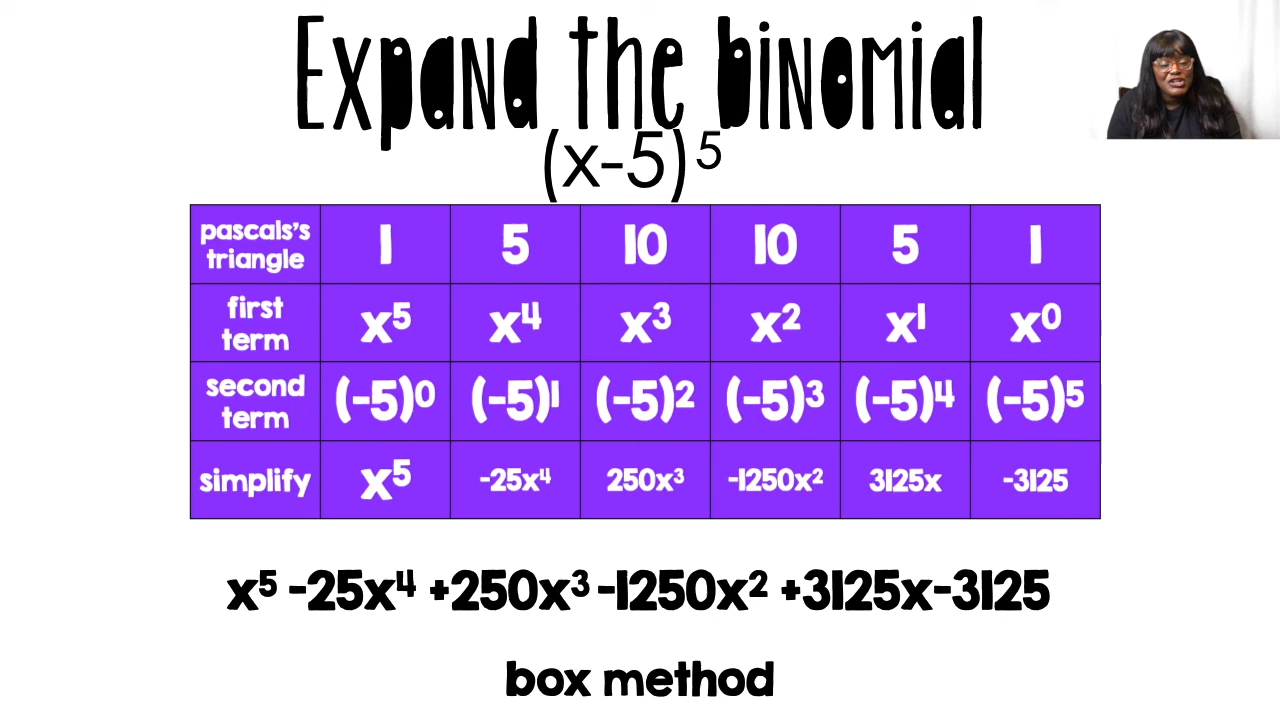 Expand the binomial
(x-5)⁵
pascals's triangle 1 5 10 10 5 1
first term x⁵ x⁴ x³ x² x¹ x⁰
second term (-5)⁰ (-5)¹ (-5)² (-5)³ (-5)⁴ (-5)⁵
simplify x⁵ -25x⁴ 250x³ -1250x² 3125x -3125
x⁵ -25x⁴ +250x³ -1250x² +3125x-3125
box method